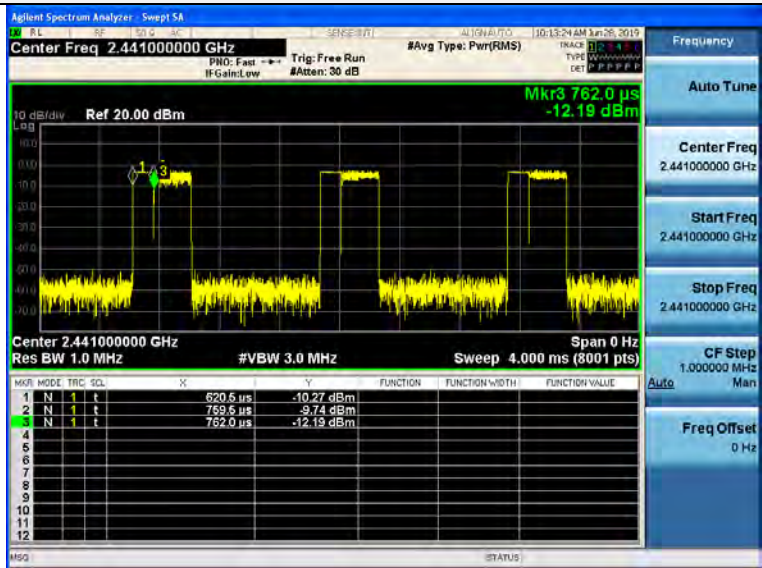 Agilent Spectrum Analyzer - Swept SA
RL RF 50 Ω AC SENSE:INT ALIGN AUTO 10:13:24 AM Jun 28, 2019
Center Freq 2.441000000 GHz #Avg Type: Pwr(RMS) TRACE 1 2 3 4 5 6
PNO: Fast Trig: Free Run TYPE
IFGain:Low #Atten: 30 dB DET P P P P P P
Mkr3 762.0 µs
10 dB/div Ref 20.00 dBm -12.19 dBm
Log
1 3
Center 2.441000000 GHz Span 0 Hz
Res BW 1.0 MHz #VBW 3.0 MHz Sweep 4.000 ms (8001 pts)
MKR MODE TRC SCL X Y FUNCTION FUNCTION WIDTH FUNCTION VALUE
1 N 1 t 620.5 µs -10.27 dBm
2 N 1 t 759.5 µs -9.74 dBm
3 N 1 t 762.0 µs -12.19 dBm
4
5
6
7
8
9
10
11
12
MSG STATUS
Frequency
Auto Tune
Center Freq
2.441000000 GHz
Start Freq
2.441000000 GHz
Stop Freq
2.441000000 GHz
CF Step
1.000000 MHz
Auto Man
Freq Offset
0 Hz